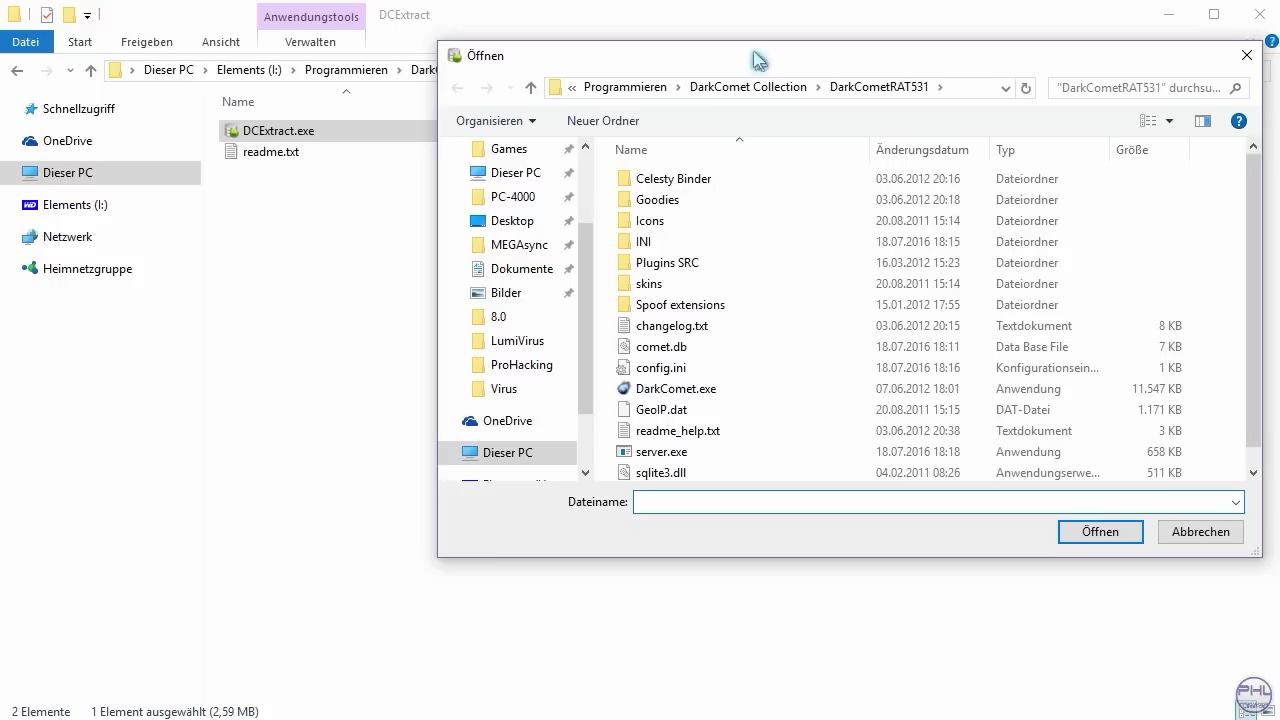 Anwendungstools
DCExtract
Datei
Start
Freigeben
Ansicht
Verwalten
Dieser PC
Elements (I:)
Programmieren
Schnellzugriff
OneDrive
Dieser PC
Elements (I:)
Netzwerk
Heimnetzgruppe
Name
DCExtract.exe
readme.txt
Öffnen
« Programmieren > DarkComet Collection > DarkCometRAT531 >
"DarkCometRAT531" durchsu...
Organisieren
Neuer Ordner
Games
Dieser PC
PC-4000
Desktop
MEGAsync
Dokumente
Bilder
8.0
LumiVirus
ProHacking
Virus
OneDrive
Dieser PC
Name Änderungsdatum Typ Größe
Celesty Binder 03.06.2012 20:16 Dateiordner
Goodies 03.06.2012 20:18 Dateiordner
Icons 20.08.2011 15:14 Dateiordner
INI 18.07.2016 18:15 Dateiordner
Plugins SRC 16.03.2012 15:23 Dateiordner
skins 20.08.2011 15:14 Dateiordner
Spoof extensions 15.01.2012 17:55 Dateiordner
changelog.txt 03.06.2012 20:15 Textdokument 8 KB
comet.db 18.07.2016 18:11 Data Base File 7 KB
config.ini 18.07.2016 18:16 Konfigurationsein... 1 KB
DarkComet.exe 07.06.2012 18:01 Anwendung 11.547 KB
GeoIP.dat 20.08.2011 15:15 DAT-Datei 1.171 KB
readme_help.txt 03.06.2012 20:38 Textdokument 3 KB
server.exe 18.07.2016 18:18 Anwendung 658 KB
sqlite3.dll 04.02.2011 08:26 Anwendungserwe... 511 KB
Dateiname:
Öffnen
Abbrechen
2 Elemente
1 Element ausgewählt (2,59 MB)
PHL